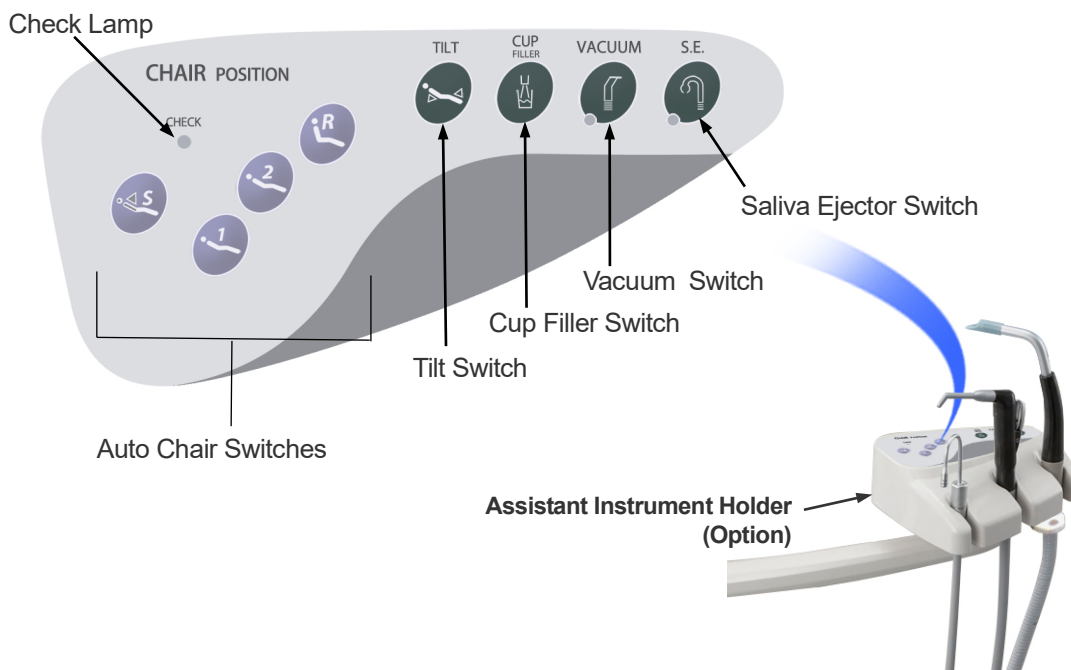 Check Lamp
TILT
CUP
FILLER
VACUUM
S.E.
CHAIR POSITION
CHECK
R
2
S
1
Saliva Ejector Switch
Vacuum Switch
Cup Filler Switch
Tilt Switch
Auto Chair Switches
Assistant Instrument Holder
(Option)